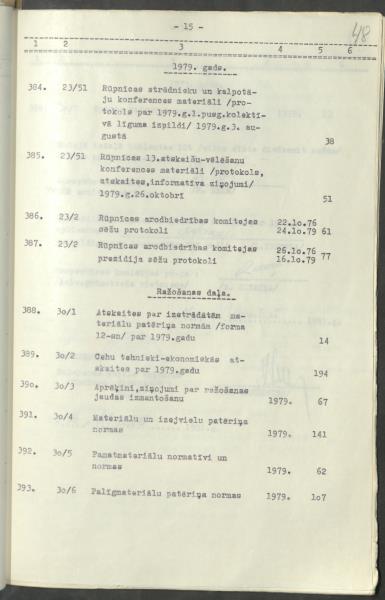 - 15 -
48
1 2 3 4 5 6
1979. gads.
384. 23/51 Rūpnīcas strādnieku un kalpotā-
ju konferences materiāli /pro-
tokols par 1979.g.1.pusg.kolektī-
vā līguma izpildi/ 1979.g.3. au-
gustā 38
385. 23/51 Rūpnīcas 13.atskaišu-vēlēšanu
konferences materiāli /protokols,
atskaites,informatīva ziņojumi/
1979.g.26.oktobrī 51
386. 23/2 Rūpnīcas arodbiedrības komitejas 22.1o.76
sēžu protokoli 24.1o.79 61
387. 23/2 Rūpnīcas arodbiedrības komitejas 26.1o.76
prezidija sēžu protokoli 16.1o.79 77
Ražošanas daļa.
388. 3o/1 Atskaites par izstrādātām ma-
teriālu patēriņa normām /forma
12-sn/ par 1979.gadu 14
389. 3o/2 Cehu tehniski-ekonomiskās at-
skaites par 1979.gadu 194
39o. 3o/3 Aprēķini,ziņojumi par ražošanas
jaudas izmantošanu 1979. 67
391. 3o/4 Materiālu un izejvielu patēriņa
normas 1979. 141
392. 3o/5 Pamatmateriālu normatīvi un
normas 1979. 62
393. 3o/6 Palīgmateriālu patēriņa normas 1979. 1o7